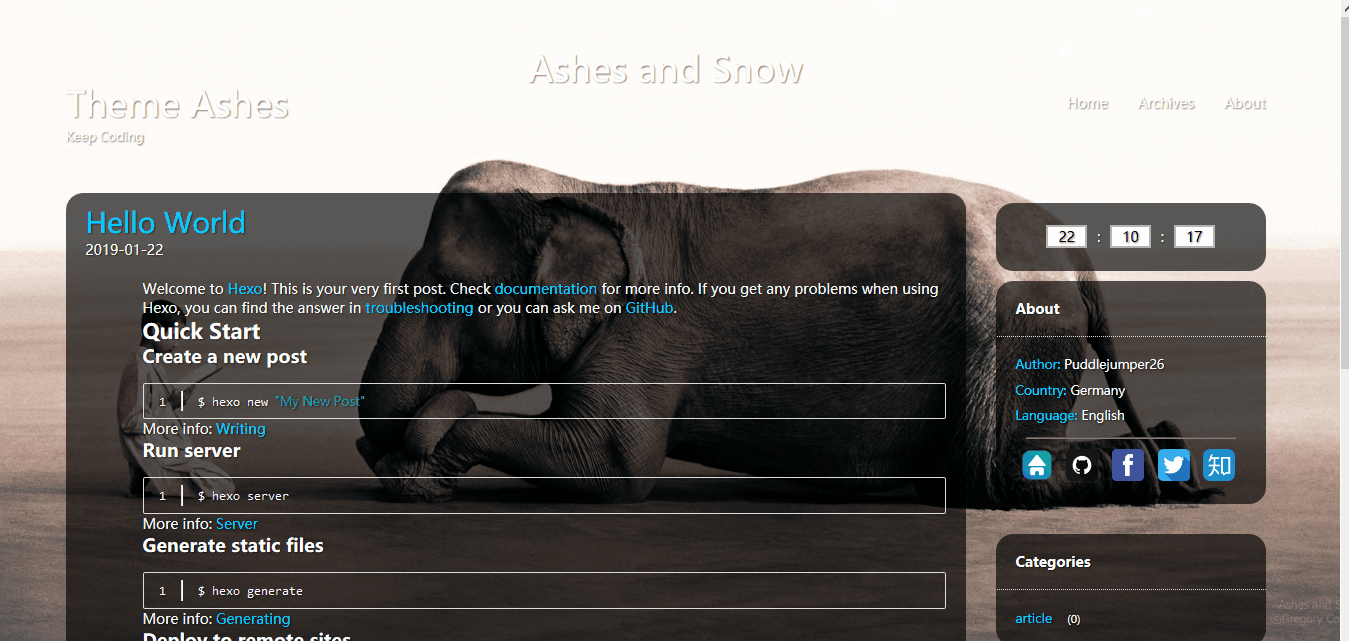 Ashes and Snow
Theme Ashes
Keep Coding
Home Archives About
Hello World
2019-01-22
Welcome to Hexo! This is your very first post. Check documentation for more info. If you get any problems when using
Hexo, you can find the answer in troubleshooting or you can ask me on GitHub.
Quick Start
Create a new post
1 $ hexo new "My New Post"
More info: Writing
Run server
1 $ hexo server
More info: Server
Generate static files
1 $ hexo generate
More info: Generating
Deploy to remote sites
22 : 10 : 17
About
Author: Puddlejumper26
Country: Germany
Language: English
f
知
Categories
article (0)
Ashes and S
©Gregory Co